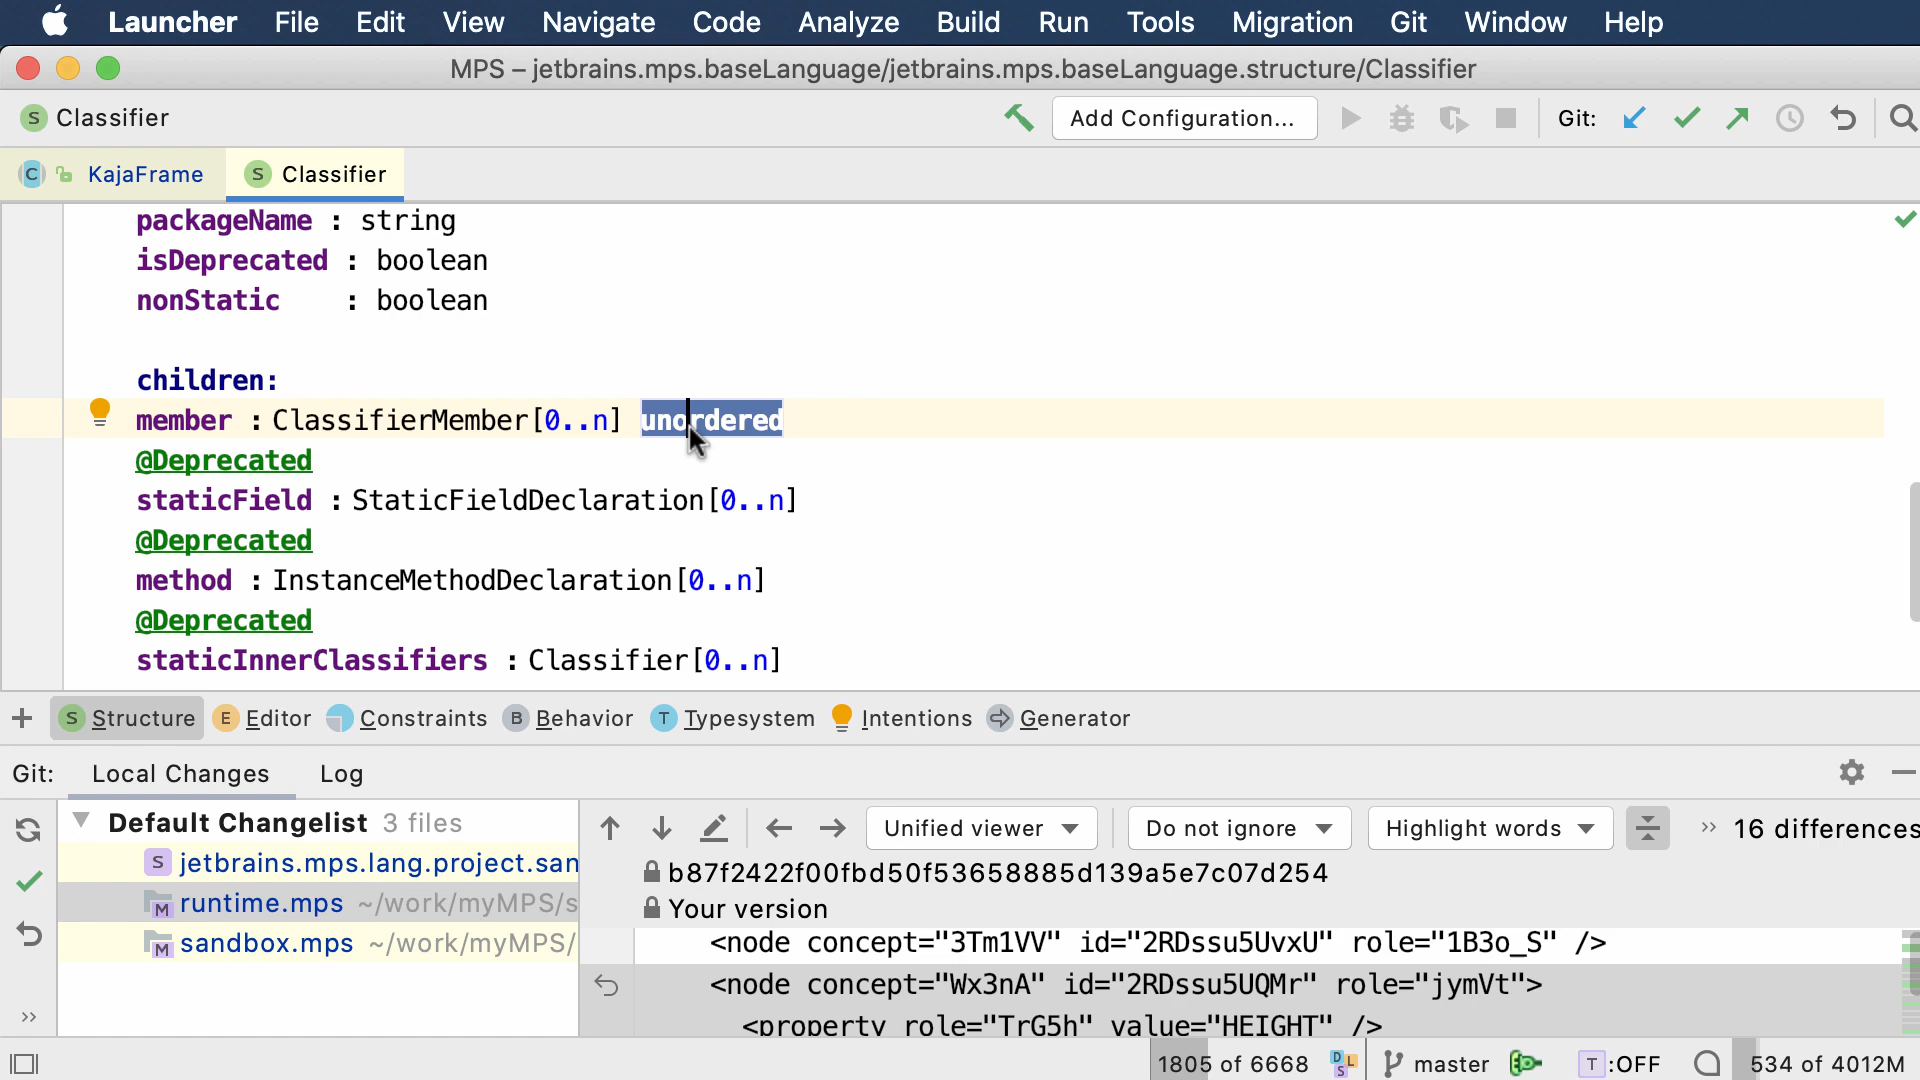 Launcher File Edit View Navigate Code Analyze Build Run Tools Migration Git Window Help
MPS – jetbrains.mps.baseLanguage/jetbrains.mps.baseLanguage.structure/Classifier
S Classifier Add Configuration... Git:
C KajaFrame S Classifier
packageName : string
isDeprecated : boolean
nonStatic : boolean
children:
member : ClassifierMember[0..n] unordered
@Deprecated
staticField : StaticFieldDeclaration[0..n]
@Deprecated
method : InstanceMethodDeclaration[0..n]
@Deprecated
staticInnerClassifiers : Classifier[0..n]
+ S Structure E Editor Constraints B Behavior T Typesystem Intentions Generator
Git: Local Changes Log
Default Changelist 3 files
S jetbrains.mps.lang.project.san
M runtime.mps ~/work/myMPS/s
M sandbox.mps ~/work/myMPS/
Unified viewer Do not ignore Highlight words >> 16 differences
b87f2422f00fbd50f53658885d139a5e7c07d254
Your version
<node concept="3Tm1VV" id="2RDssu5UvxU" role="1B3o_S" />
<node concept="Wx3nA" id="2RDssu5UQMr" role="jymVt">
<property role="TrG5h" value="HEIGHT" />
>>
1805 of 6668 D L S master T :OFF 534 of 4012M